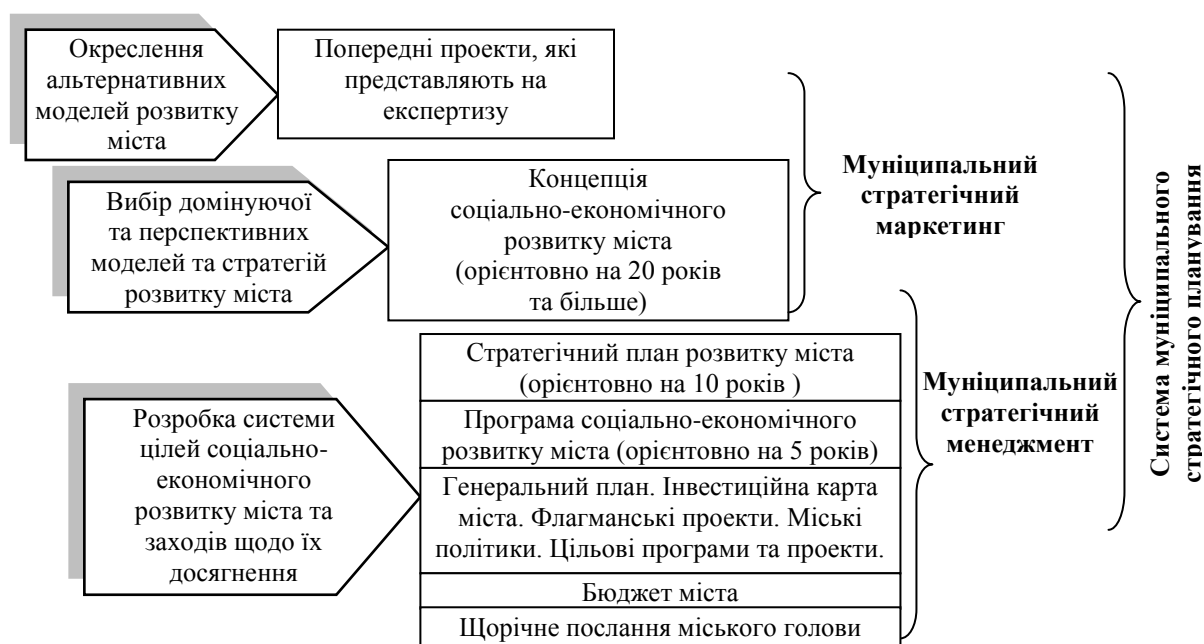 Окреслення
альтернативних
моделей розвитку
міста
Попередні проекти, які
представляють на
експертизу
Вибір домінуючої
та перспективних
моделей та стратегій
розвитку міста
Концепція
соціально-економічного
розвитку міста
(орієнтовно на 20 років
та більше)
Муніципальний
стратегічний
маркетинг
Розробка системи
цілей соціально-
економічного
розвитку міста та
заходів щодо їх
досягнення
Стратегічний план розвитку міста
(орієнтовно на 10 років )
Програма соціально-економічного
розвитку міста (орієнтовно на 5 років)
Генеральний план. Інвестиційна карта
міста. Флагманські проекти. Міські
політики. Цільові програми та проекти.
Бюджет міста
Щорічне послання міського голови
Муніципальний
стратегічний
менеджмент
Система муніципального
стратегічного планування